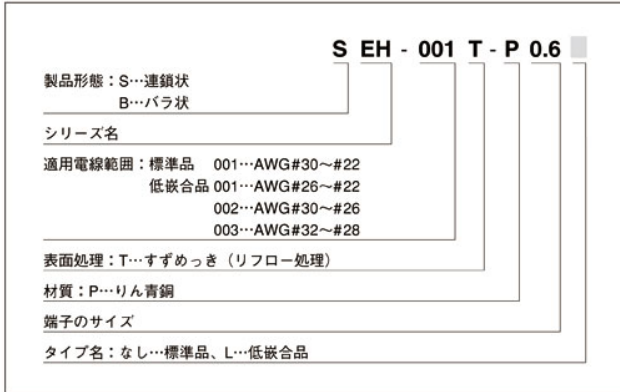 S EH - 001 T - P 0.6
製品形態：S…連鎖状
B…バラ状
シリーズ名
適用電線範囲：標準品 001…AWG#30～#22
低嵌合品 001…AWG#26～#22
002…AWG#30～#26
003…AWG#32～#28
表面処理：T…すずめっき（リフロー処理）
材質：P…りん青銅
端子のサイズ
タイプ名：なし…標準品、L…低嵌合品